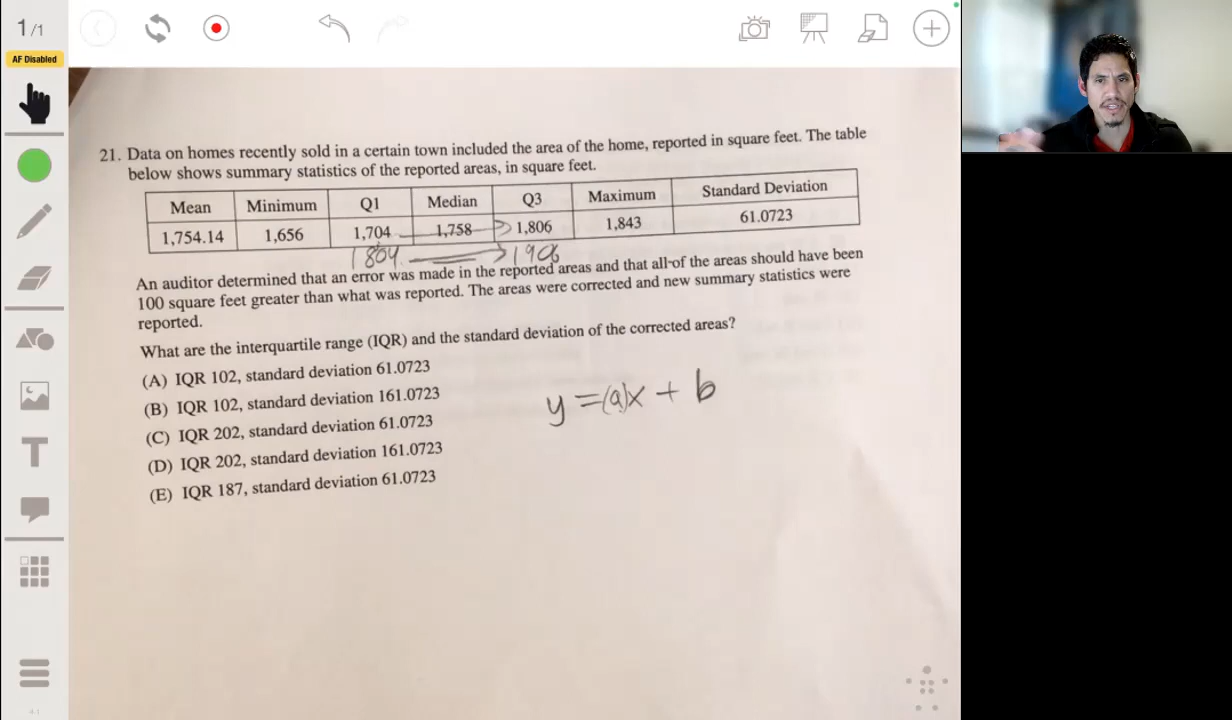 1/1
AF Disabled
21. Data on homes recently sold in a certain town included the area of the home, reported in square feet. The table
below shows summary statistics of the reported areas, in square feet.
Mean Minimum Q1 Median Q3 Maximum Standard Deviation
1,754.14 1,656 1,704 1,758 1,806 1,843 61.0723
1804 1906
An auditor determined that an error was made in the reported areas and that all of the areas should have been
100 square feet greater than what was reported. The areas were corrected and new summary statistics were
reported.
What are the interquartile range (IQR) and the standard deviation of the corrected areas?
(A) IQR 102, standard deviation 61.0723
(B) IQR 102, standard deviation 161.0723
(C) IQR 202, standard deviation 61.0723
(D) IQR 202, standard deviation 161.0723
(E) IQR 187, standard deviation 61.0723
y = (a)x + b
T